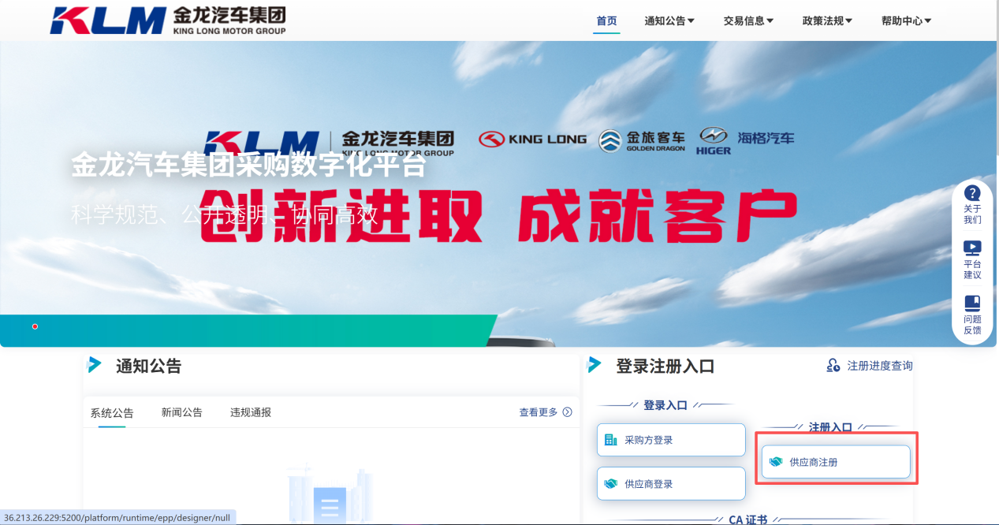 KLM 金龙汽车集团
KING LONG MOTOR GROUP
首页
通知公告
交易信息
政策法规
帮助中心
KLM 金龙汽车集团
KING LONG MOTOR GROUP
KING LONG
金旅客车
GOLDEN DRAGON
HIGER
海格汽车
金龙汽车集团采购数字化平台
创新进取 成就客户
科学规范、公开透明、协同高效
关于
我们
平台
建议
问题
反馈
通知公告
系统公告
新闻公告
违规通报
查看更多
登录注册入口
注册进度查询
登录入口
采购方登录
供应商登录
注册入口
供应商注册
CA 证书
36.213.26.229:5200/platform/runtime/epp/designer/null